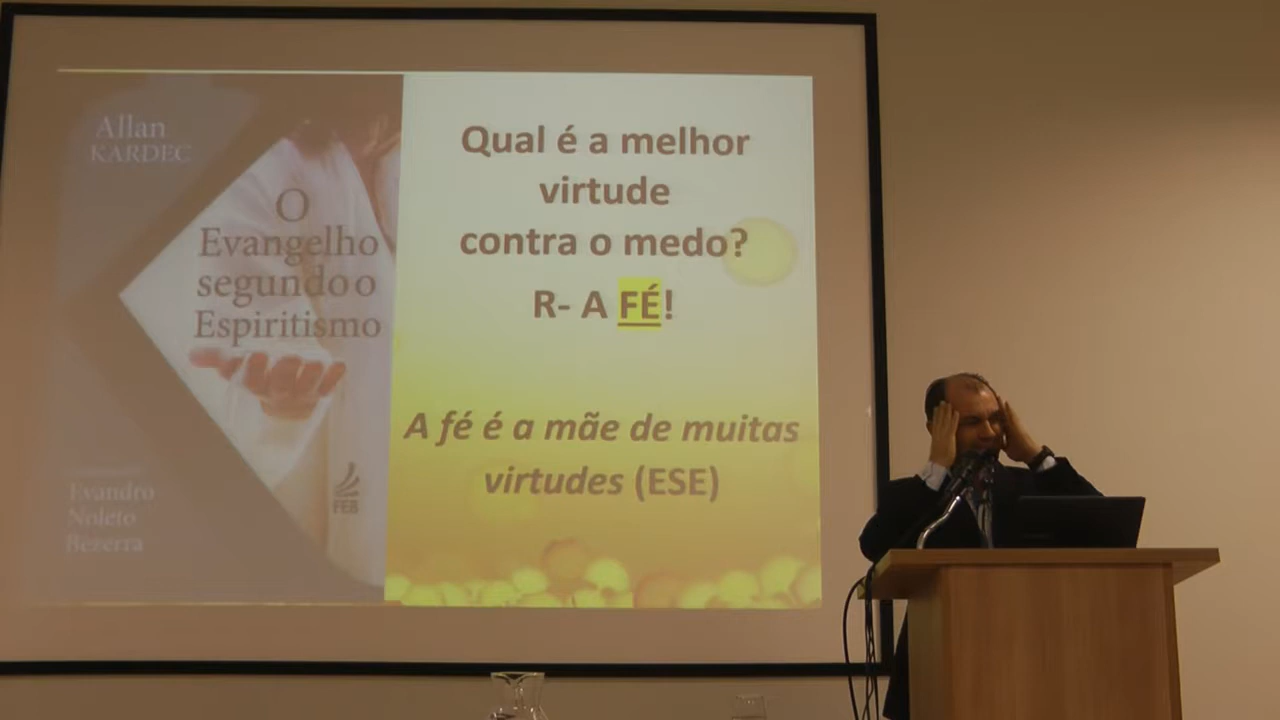 Allan
KARDEC
O
Evangelho
segundo o
Espiritismo
Evandro
Noleto
Bezerra
FEB
Qual é a melhor
virtude
contra o medo?
R- A FÉ!
A fé é a mãe de muitas
virtudes (ESE)